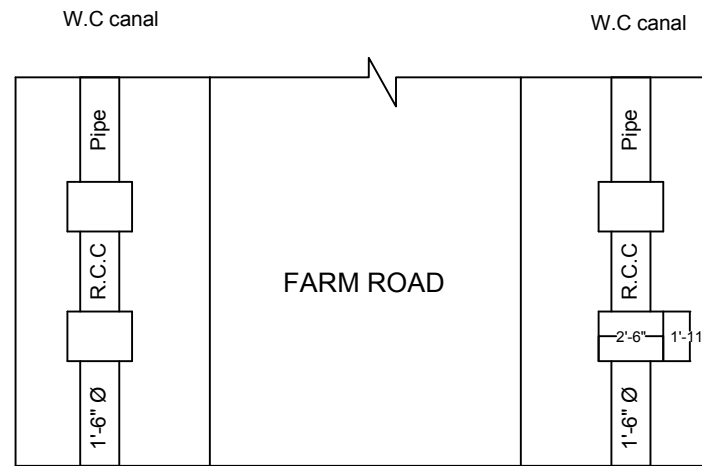 W.C canal
W.C canal
Pipe
Pipe
R.C.C
FARM ROAD
R.C.C
2'-6"
1'-11
1'-6" Ø
1'-6" Ø